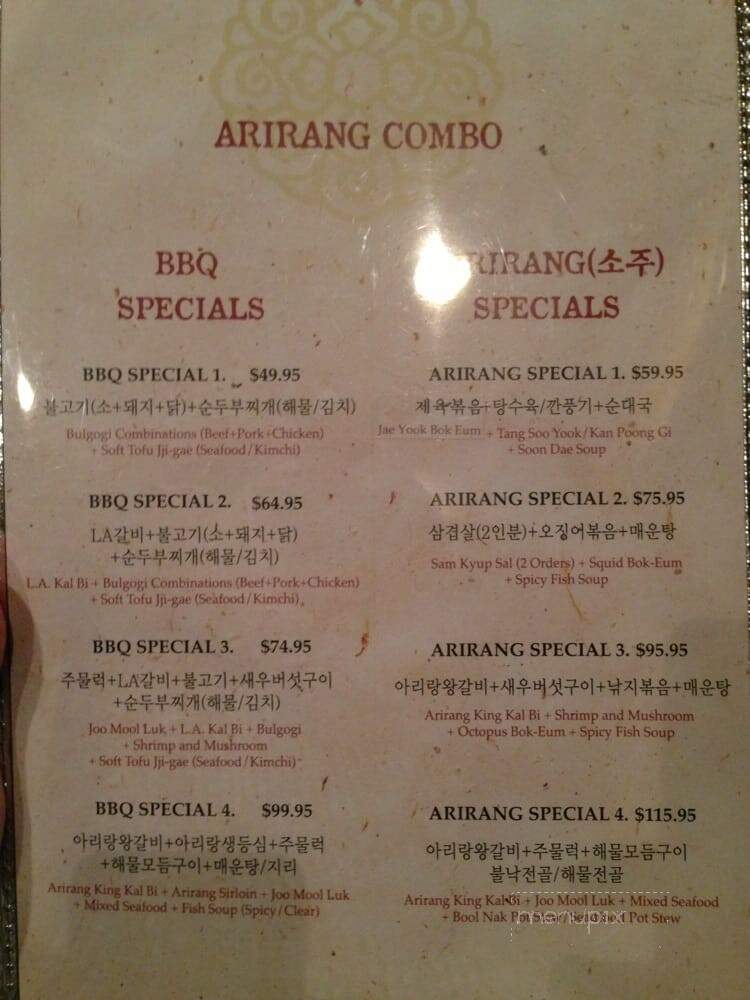 ARIRANG COMBO
BBQ
SPECIALS
BBQ SPECIAL 1. $49.95
불고기(소+돼지+닭)+순두부찌개(해물/김치)
Bulgogi Combinations (Beef+Pork+Chicken)
+ Soft Tofu Jji-gae (Seafood/Kimchi)
BBQ SPECIAL 2. $64.95
LA갈비+불고기(소+돼지+닭)
+순두부찌개(해물/김치)
L.A. Kal Bi + Bulgogi Combinations (Beef+Pork+Chicken)
+ Soft Tofu Jji-gae (Seafood/Kimchi)
BBQ SPECIAL 3. $74.95
주물럭+LA갈비+불고기+새우버섯구이
+순두부찌개(해물/김치)
Joo Mool Luk + L.A. Kal Bi + Bulgogi
+ Shrimp and Mushroom
+ Soft Tofu Jji-gae (Seafood/Kimchi)
BBQ SPECIAL 4. $99.95
아리랑왕갈비+아리랑생등심+주물럭
+해물모듬구이+매운탕/지리
Arirang King Kal Bi + Arirang Sirloin + Joo Mool Luk
+ Mixed Seafood + Fish Soup (Spicy/Clear)
ARIRANG(소주)
SPECIALS
ARIRANG SPECIAL 1. $59.95
제육볶음+탕수육/깐풍기+순대국
Jae Yook Bok Eum + Tang Soo Yook/Kan Poong Gi
+ Soon Dae Soup
ARIRANG SPECIAL 2. $75.95
삼겹살(2인분)+오징어볶음+매운탕
Sam Kyup Sal (2 Orders) + Squid Bok-Eum
+ Spicy Fish Soup
ARIRANG SPECIAL 3. $95.95
아리랑왕갈비+새우버섯구이+낚지볶음+매운탕
Arirang King Kal Bi + Shrimp and Mushroom
+ Octopus Bok-Eum + Spicy Fish Soup
ARIRANG SPECIAL 4. $115.95
아리랑왕갈비+주물럭+해물모듬구이
불낙전골/해물전골
Arirang King Kal Bi + Joo Mool Luk + Mixed Seafood
+ Bool Nak Pot Stew/Seafood Pot Stew
menupix